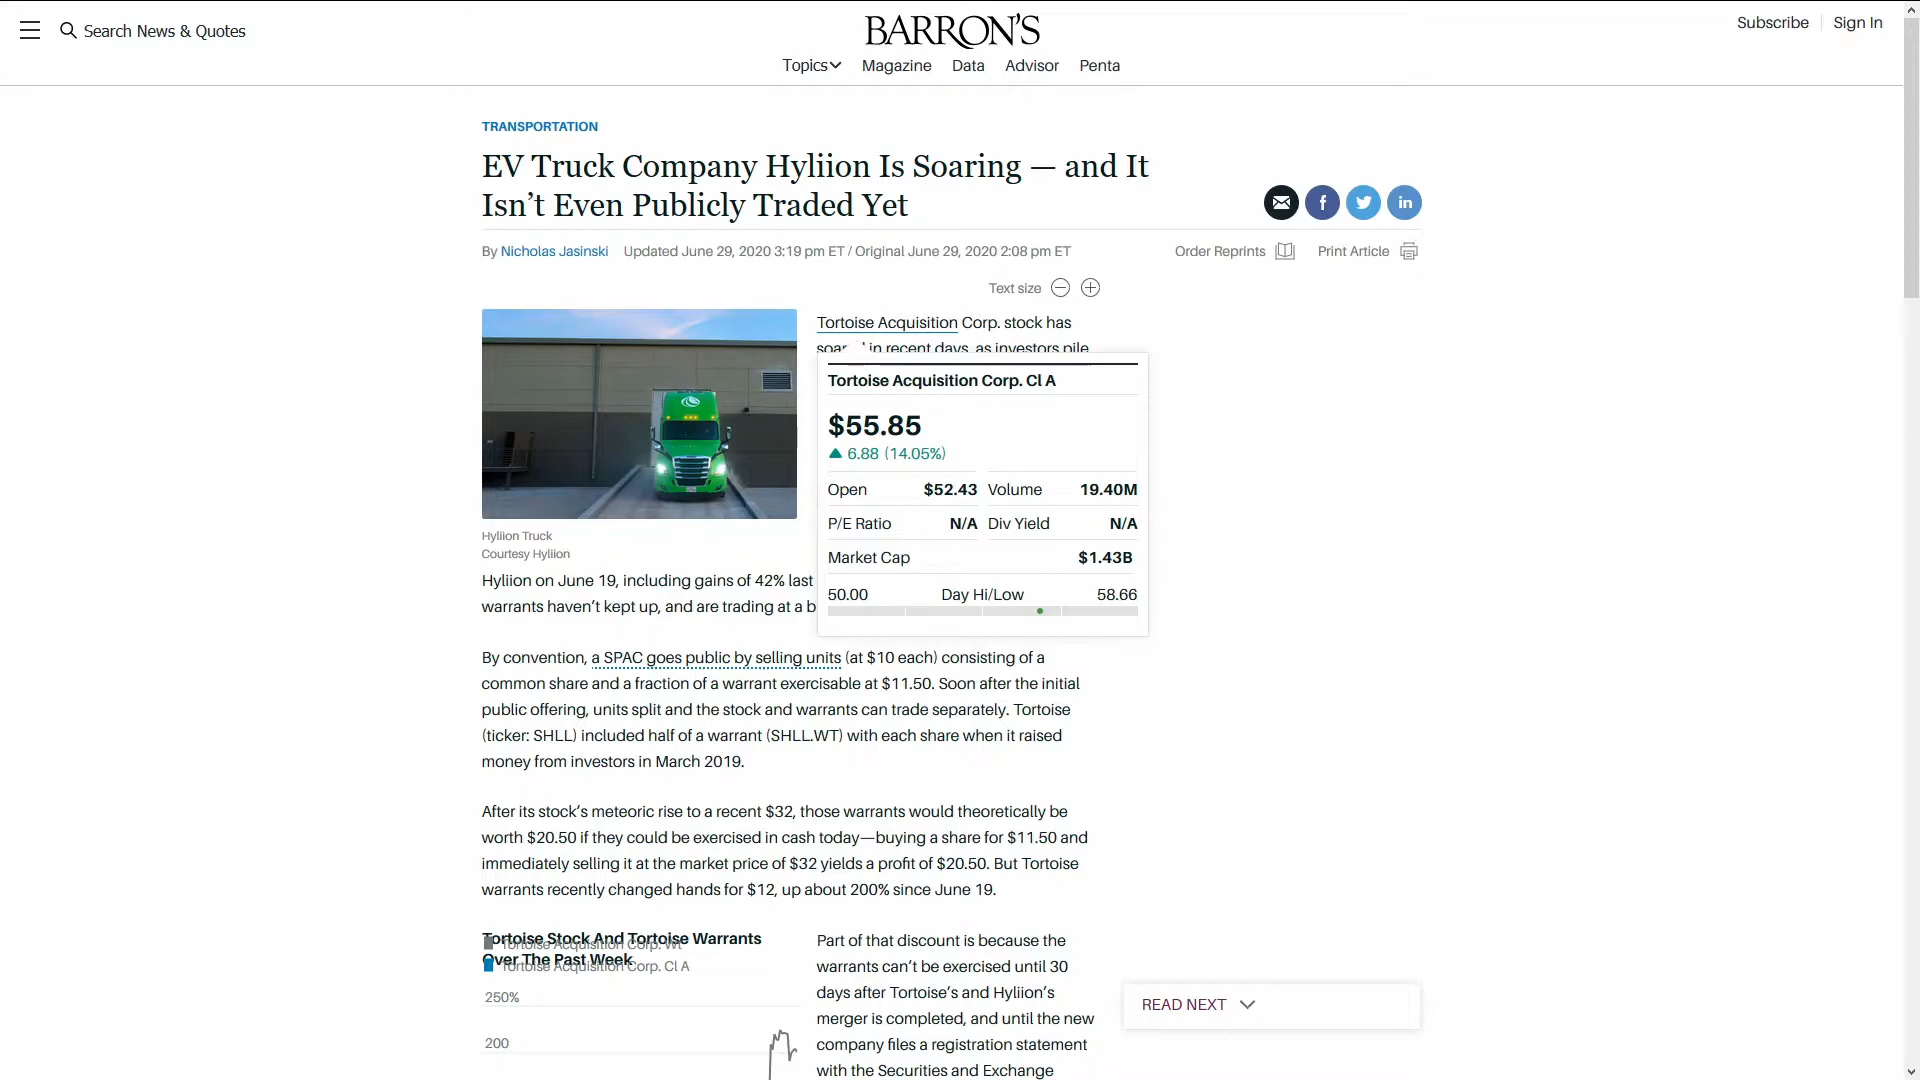 Search News & Quotes
BARRON'S
Subscribe
Sign In
Topics
Magazine
Data
Advisor
Penta
TRANSPORTATION
EV Truck Company Hyliion Is Soaring — and It
Isn’t Even Publicly Traded Yet
f
in
By Nicholas Jasinski Updated June 29, 2020 3:19 pm ET / Original June 29, 2020 2:08 pm ET
Order Reprints
Print Article
Text size
Tortoise Acquisition Corp. stock has
in recent days, as investors pile
Tortoise Acquisition Corp. Cl A
$55.85
6.88 (14.05%)
Open $52.43 Volume 19.40M
P/E Ratio N/A Div Yield N/A
Market Cap $1.43B
50.00 Day Hi/Low 58.66
Hyliion Truck
Courtesy Hyliion
Hyliion on June 19, including gains of 42% last
warrants haven’t kept up, and are trading at a b
By convention, a SPAC goes public by selling units (at $10 each) consisting of a
common share and a fraction of a warrant exercisable at $11.50. Soon after the initial
public offering, units split and the stock and warrants can trade separately. Tortoise
(ticker: SHLL) included half of a warrant (SHLL.WT) with each share when it raised
money from investors in March 2019.
After its stock’s meteoric rise to a recent $32, those warrants would theoretically be
worth $20.50 if they could be exercised in cash today—buying a share for $11.50 and
immediately selling it at the market price of $32 yields a profit of $20.50. But Tortoise
warrants recently changed hands for $12, up about 200% since June 19.
Tortoise Stock And Tortoise Warrants
Over The Past Week
Tortoise Acquisition Corp. Wt
Tortoise Acquisition Corp. Cl A
250%
200
Part of that discount is because the
warrants can’t be exercised until 30
days after Tortoise’s and Hyliion’s
merger is completed, and until the new
company files a registration statement
with the Securities and Exchange
READ NEXT